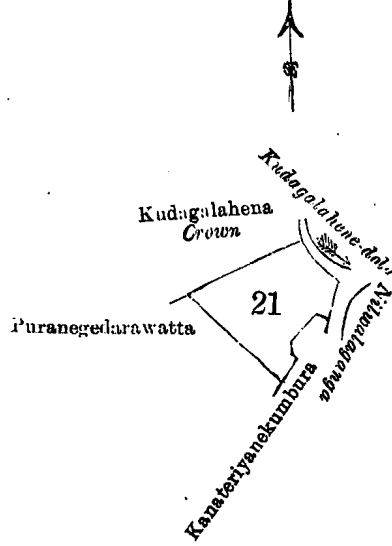 Kudagalahene-dola
Kudagalahena
Crown
21
Puranegedarawatta
Nilwalaganga
Kanateriyanekumbura